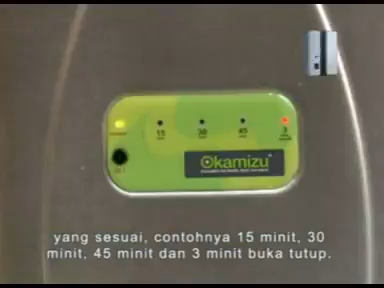 15 30 45 3
Okamizu
yang sesuai, contohnya 15 minit, 30
minit, 45 minit dan 3 minit buka tutup.